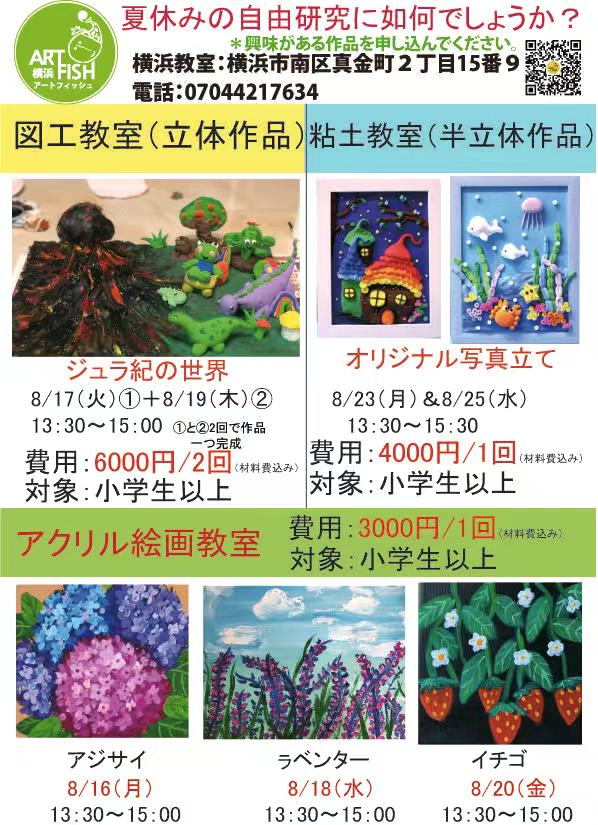 ART
横浜 FISH
アートフィッシュ
夏休みの自由研究に如何でしょうか？
＊興味がある作品を申し込んでください。
横浜教室：横浜市南区真金町２丁目15番９
電話：07044217634
図工教室（立体作品）
粘土教室（半立体作品）
ジュラ紀の世界
8/17（火）①＋8/19（木）②
13：30～15：00 ①と②2回で作品
一つ完成
費用：6000円/2回（材料費込み）
対象：小学生以上
オリジナル写真立て
8/23（月）＆8/25（水）
13：30～15：30
費用：4000円/1回（材料費込み）
対象：小学生以上
アクリル絵画教室
費用：3000円/1回（材料費込み）
対象：小学生以上
アジサイ
8/16（月）
13：30～15：00
ラベンター
8/18（水）
13：30～15：00
イチゴ
8/20（金）
13：30～15：00